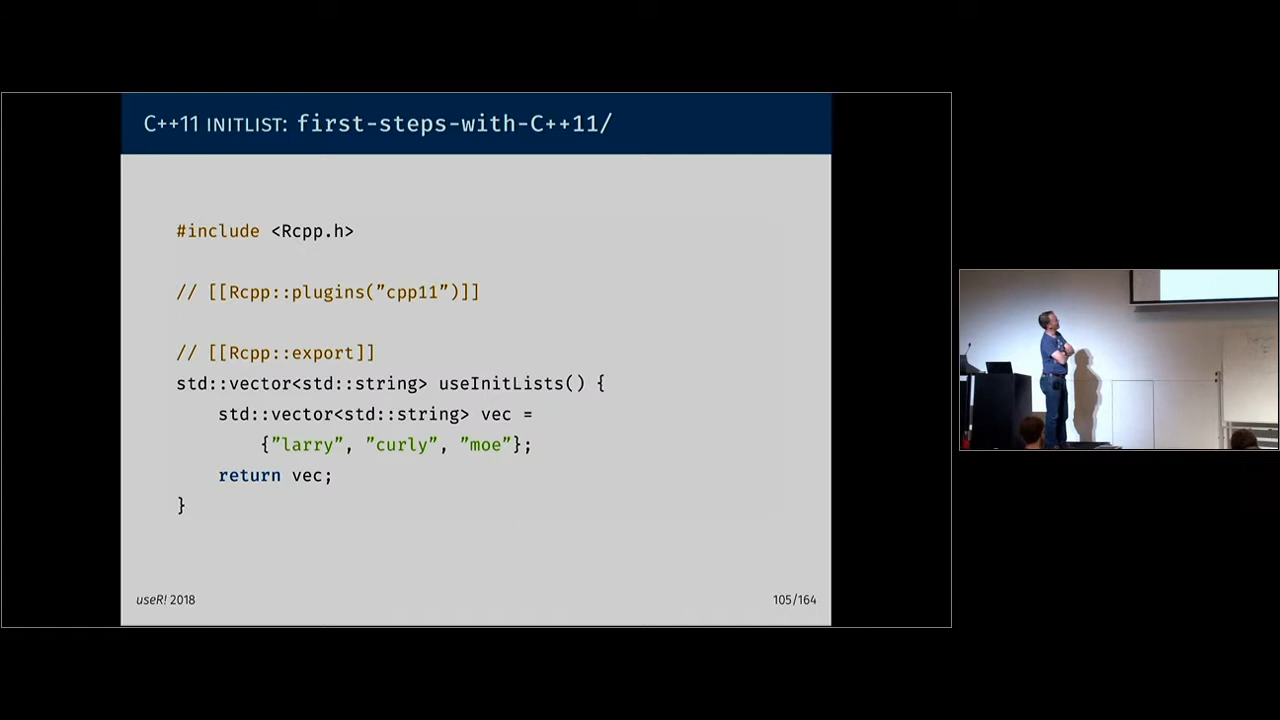 C++11 INITLIST: first-steps-with-C++11/
#include <Rcpp.h>
// [[Rcpp::plugins(”cpp11”)]]
// [[Rcpp::export]]
std::vector<std::string> useInitLists() {
    std::vector<std::string> vec =
        {”larry”, ”curly”, ”moe”};
    return vec;
}
useR! 2018
105/164